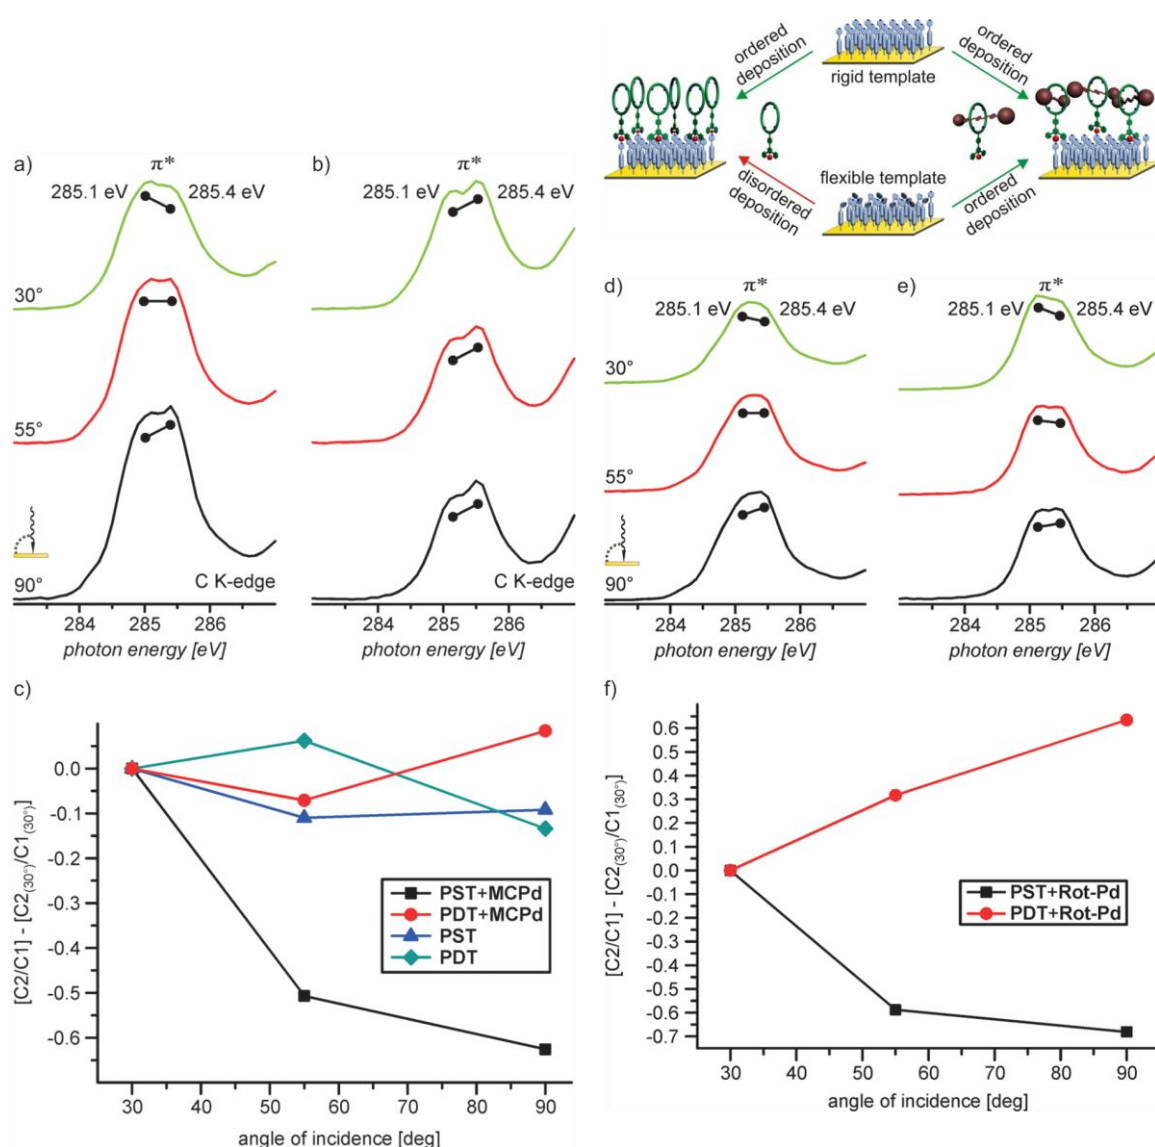 ordered deposition
rigid template
ordered deposition
disordered deposition
flexible template
ordered deposition
a)
π*
285.1 eV
285.4 eV
30°
55°
90°
C K-edge
284
285
286
photon energy [eV]
b)
π*
285.1 eV
285.4 eV
C K-edge
284
285
286
photon energy [eV]
d)
π*
285.1 eV
285.4 eV
30°
55°
90°
284
285
286
photon energy [eV]
e)
π*
285.1 eV
285.4 eV
284
285
286
photon energy [eV]
c)
[C2/C1] - [C2(30°)/C1(30°)]
0.0
-0.1
-0.2
-0.3
-0.4
-0.5
-0.6
PST+MCPd
PDT+MCPd
PST
PDT
30
40
50
60
70
80
90
angle of incidence [deg]
f)
[C2/C1] - [C2(30°)/C1(30°)]
0.6
0.5
0.4
0.3
0.2
0.1
0.0
-0.1
-0.2
-0.3
-0.4
-0.5
-0.5
-0.6
-0.7
PST+Rot-Pd
PDT+Rot-Pd
30
40
50
60
70
80
90
angle of incidence [deg]